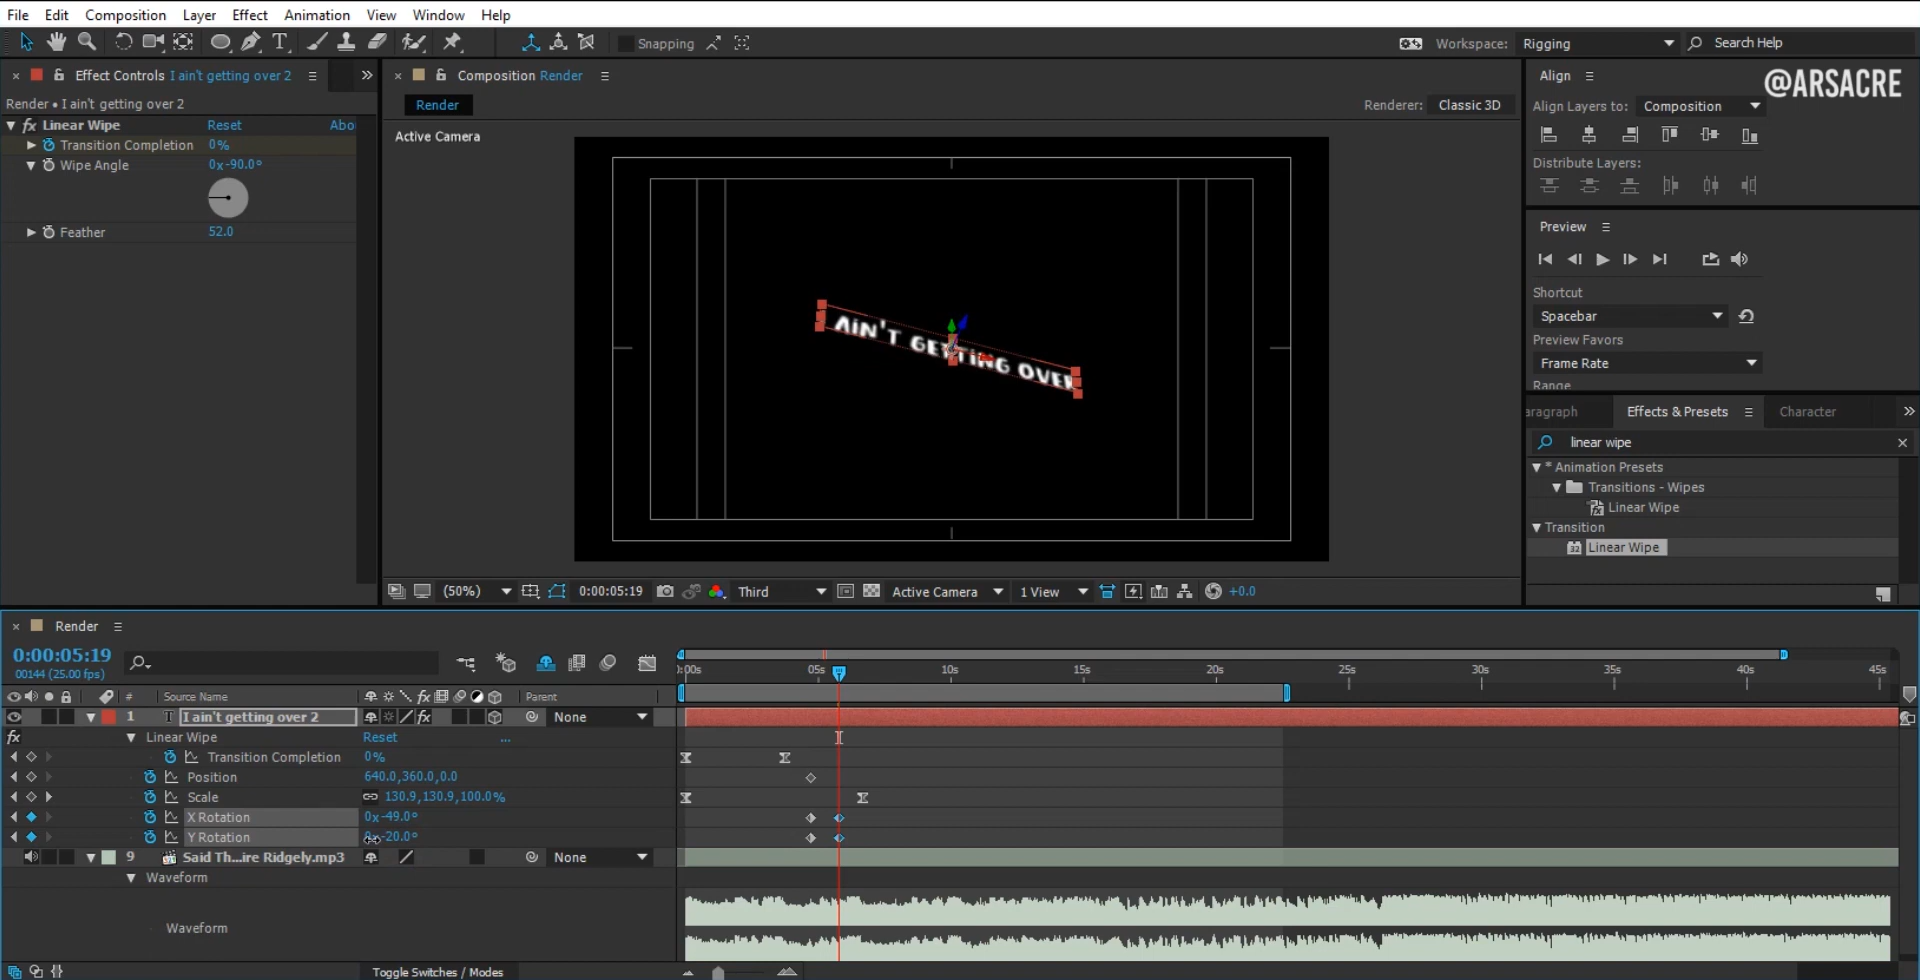 File Edit Composition Layer Effect Animation View Window Help
Snapping Workspace: Rigging Search Help
Effect Controls I ain't getting over 2
Render • I ain't getting over 2
fx Linear Wipe Reset Abo
Transition Completion 0%
Wipe Angle 0x-90.0°
Feather 52.0
Composition Render
Render Renderer: Classic 3D
Active Camera
AIN'T GETTING OVER
(50%) 0:00:05:19 Third Active Camera 1 View +0.0
@ARSACRE
Align
Align Layers to: Composition
Distribute Layers:
Preview
Shortcut
Spacebar
Preview Favors
Frame Rate
Range
aragraph Effects & Presets Character
linear wipe
* Animation Presets
Transitions - Wipes
Linear Wipe
Transition
32 Linear Wipe
Render
0:00:05:19
00144 (25.00 fps)
):00s 05s 10s 15s 20s 25s 30s 35s 40s 45s
# Source Name fx Parent
1 T I ain't getting over 2 fx None
fx Linear Wipe Reset ...
Transition Completion 0%
Position 640.0,360.0,0.0
Scale 130.9,130.9,100.0%
X Rotation 0x-49.0°
Y Rotation -20.0°
9 Said Th...ire Ridgely.mp3 None
Waveform
Waveform
Toggle Switches / Modes